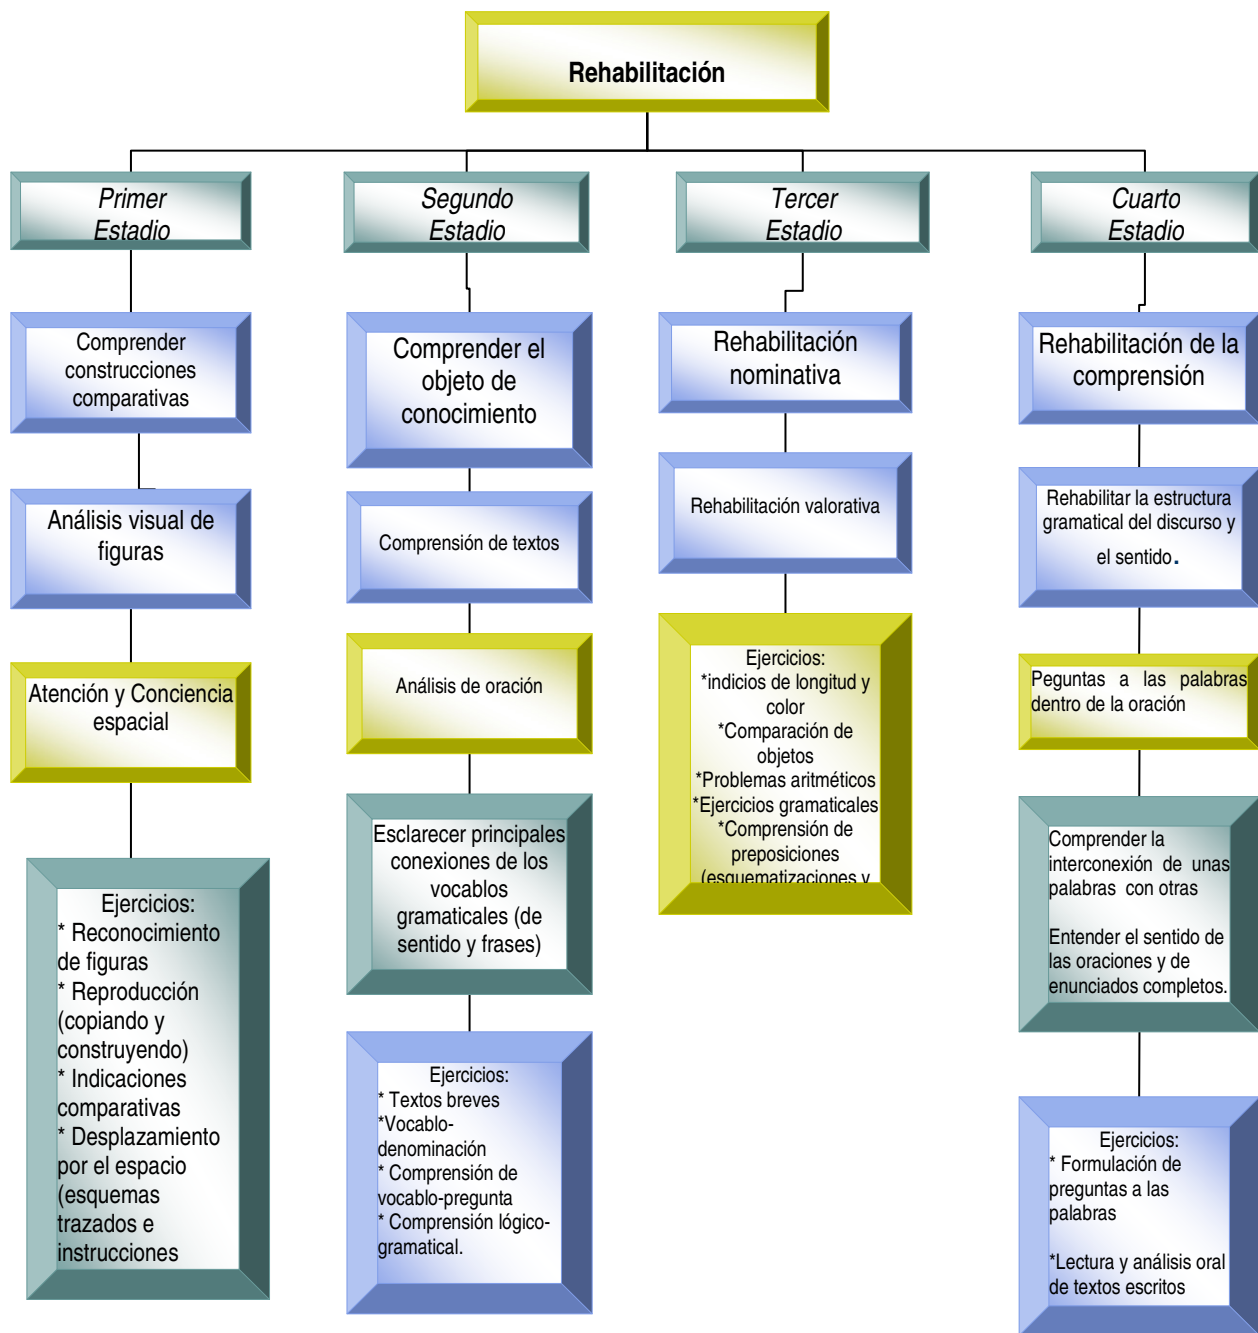 Rehabilitación
Primer
Estadio
Segundo
Estadio
Tercer
Estadio
Cuarto
Estadio
Comprender
construcciones
comparativas
Análisis visual de
figuras
Atención y Conciencia
espacial
Ejercicios:
* Reconocimiento
de figuras
* Reproducción
(copiando y
construyendo)
* Indicaciones
comparativas
* Desplazamiento
por el espacio
(esquemas
trazados e
instrucciones
Comprender el
objeto de
conocimiento
Comprensión de textos
Análisis de oración
Esclarecer principales
conexiones de los
vocablos
gramaticales (de
sentido y frases)
Ejercicios:
* Textos breves
*Vocablo-
denominación
* Comprensión de
vocablo-pregunta
* Comprensión lógico-
gramatical.
Rehabilitación
nominativa
Rehabilitación valorativa
Ejercicios:
*indicios de longitud y
color
*Comparación de
objetos
*Problemas aritméticos
*Ejercicios gramaticales
*Comprensión de
preposiciones
(esquematizaciones y
Rehabilitación de la
comprensión
Rehabilitar la estructura
gramatical del discurso y
el sentido.
Peguntas a las palabras
dentro de la oración
Comprender la
interconexión de unas
palabras con otras
Entender el sentido de
las oraciones y de
enunciados completos.
Ejercicios:
* Formulación de
preguntas a las
palabras
*Lectura y análisis oral
de textos escritos